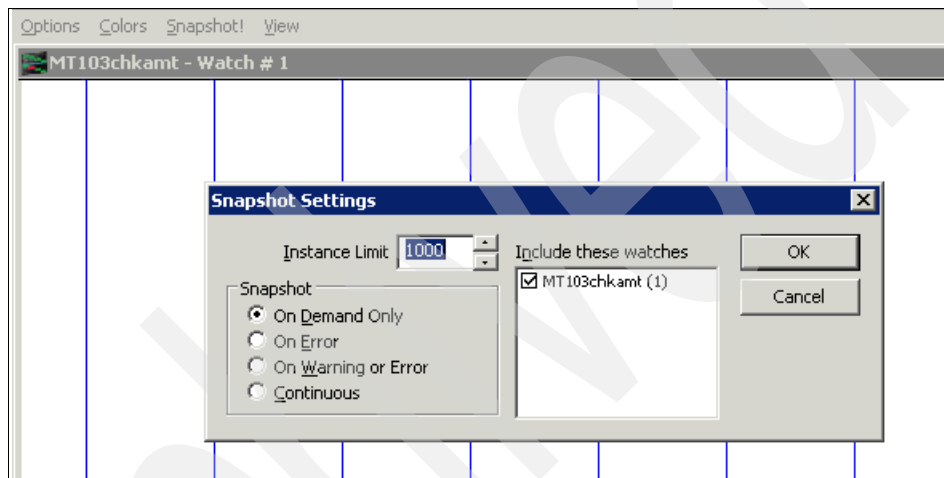 Options Colors Snapshot! View
MT103chkamt - Watch # 1
Snapshot Settings
Instance Limit 1000
Include these watches
OK
MT103chkamt (1)
Cancel
Snapshot
On Demand Only
On Error
On Warning or Error
Continuous